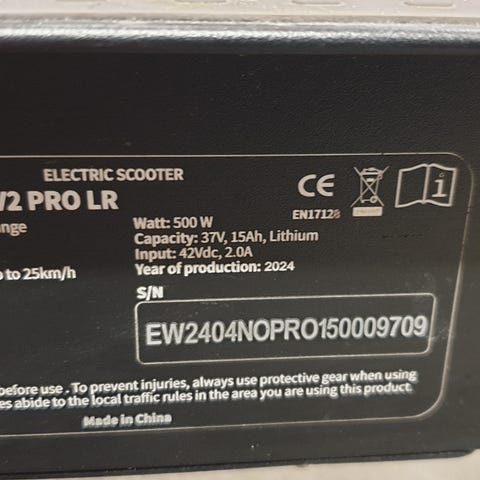 ELECTRIC SCOOTER
V2 PRO LR
CE
EN17128
nge
Watt: 500 W
Capacity: 37V, 15Ah, Lithium
Input: 42Vdc, 2.0A
to 25km/h
Year of production: 2024
S/N
EW2404NOPRO150009709
before use . To prevent injuries, always use protective gear when using
es abide to the local traffic rules in the area you are using this product.
Made in China